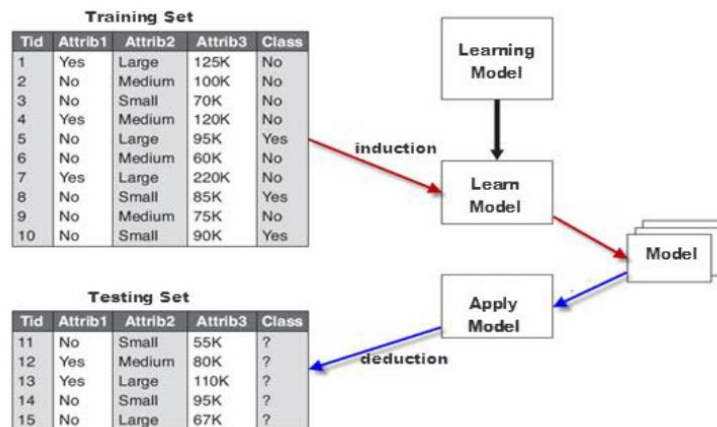 Training Set
Tid Attrib1 Attrib2 Attrib3 Class
1 Yes Large 125K No
2 No Medium 100K No
3 No Small 70K No
4 Yes Medium 120K No
5 No Large 95K Yes
6 No Medium 60K No
7 Yes Large 220K No
8 No Small 85K Yes
9 No Medium 75K No
10 No Small 90K Yes
Learning
Model
induction
Learn
Model
Model
Apply
Model
deduction
Testing Set
Tid Attrib1 Attrib2 Attrib3 Class
11 No Small 55K ?
12 Yes Medium 80K ?
13 Yes Large 110K ?
14 No Small 95K ?
15 No Large 67K ?